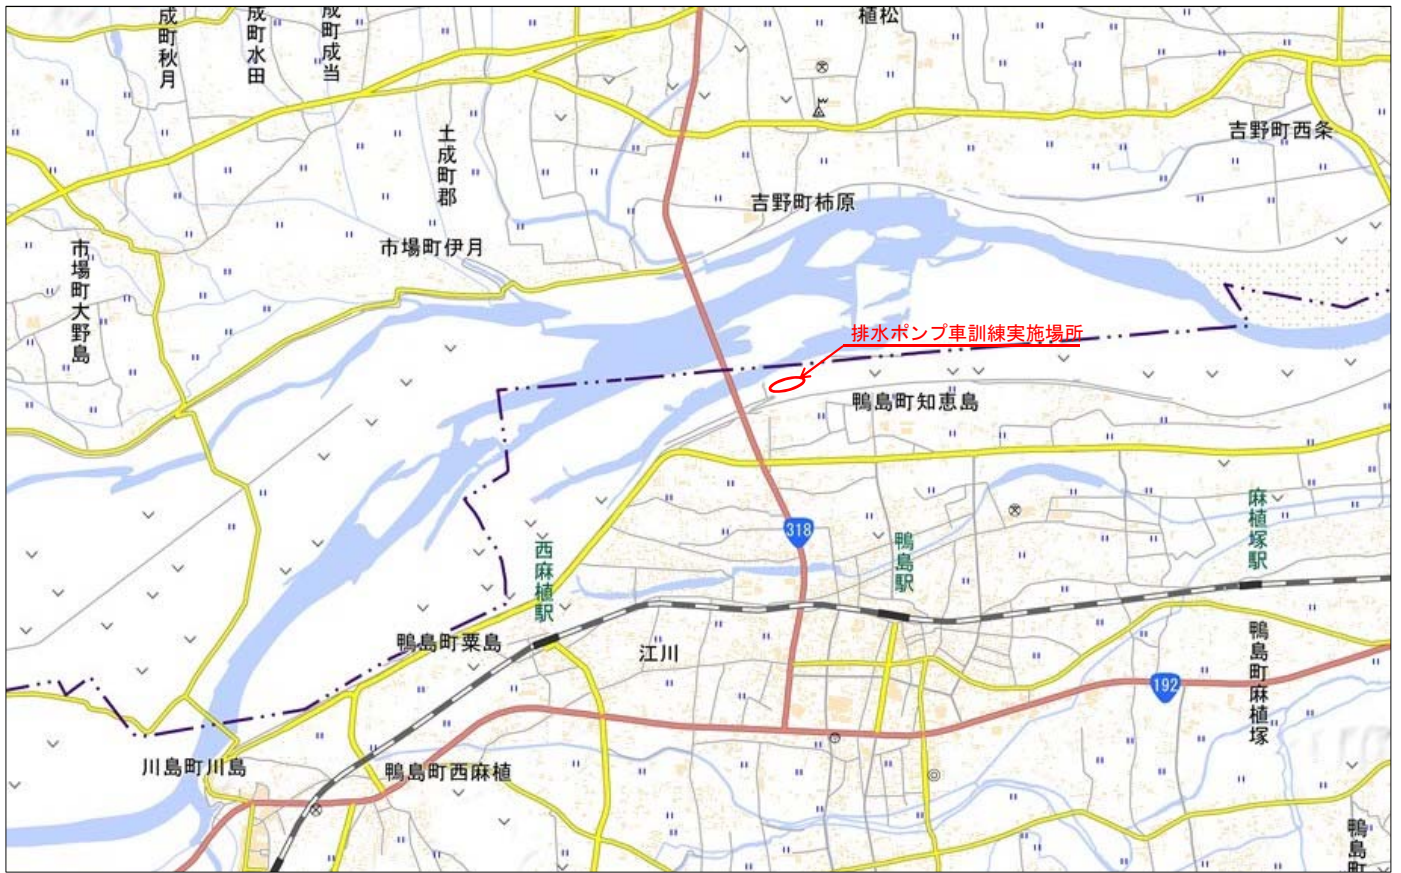 成町秋月
成町水田
成町成当
植松
吉野町西条
土成町郡
吉野町柿原
市場町伊月
市場町大野島
排水ポンプ車訓練実施場所
鴨島町知恵島
318
西麻植駅
鴨島駅
麻植塚駅
鴨島町粟島
江川
鴨島町麻植塚
192
川島町川島
鴨島町西麻植
鴨島町